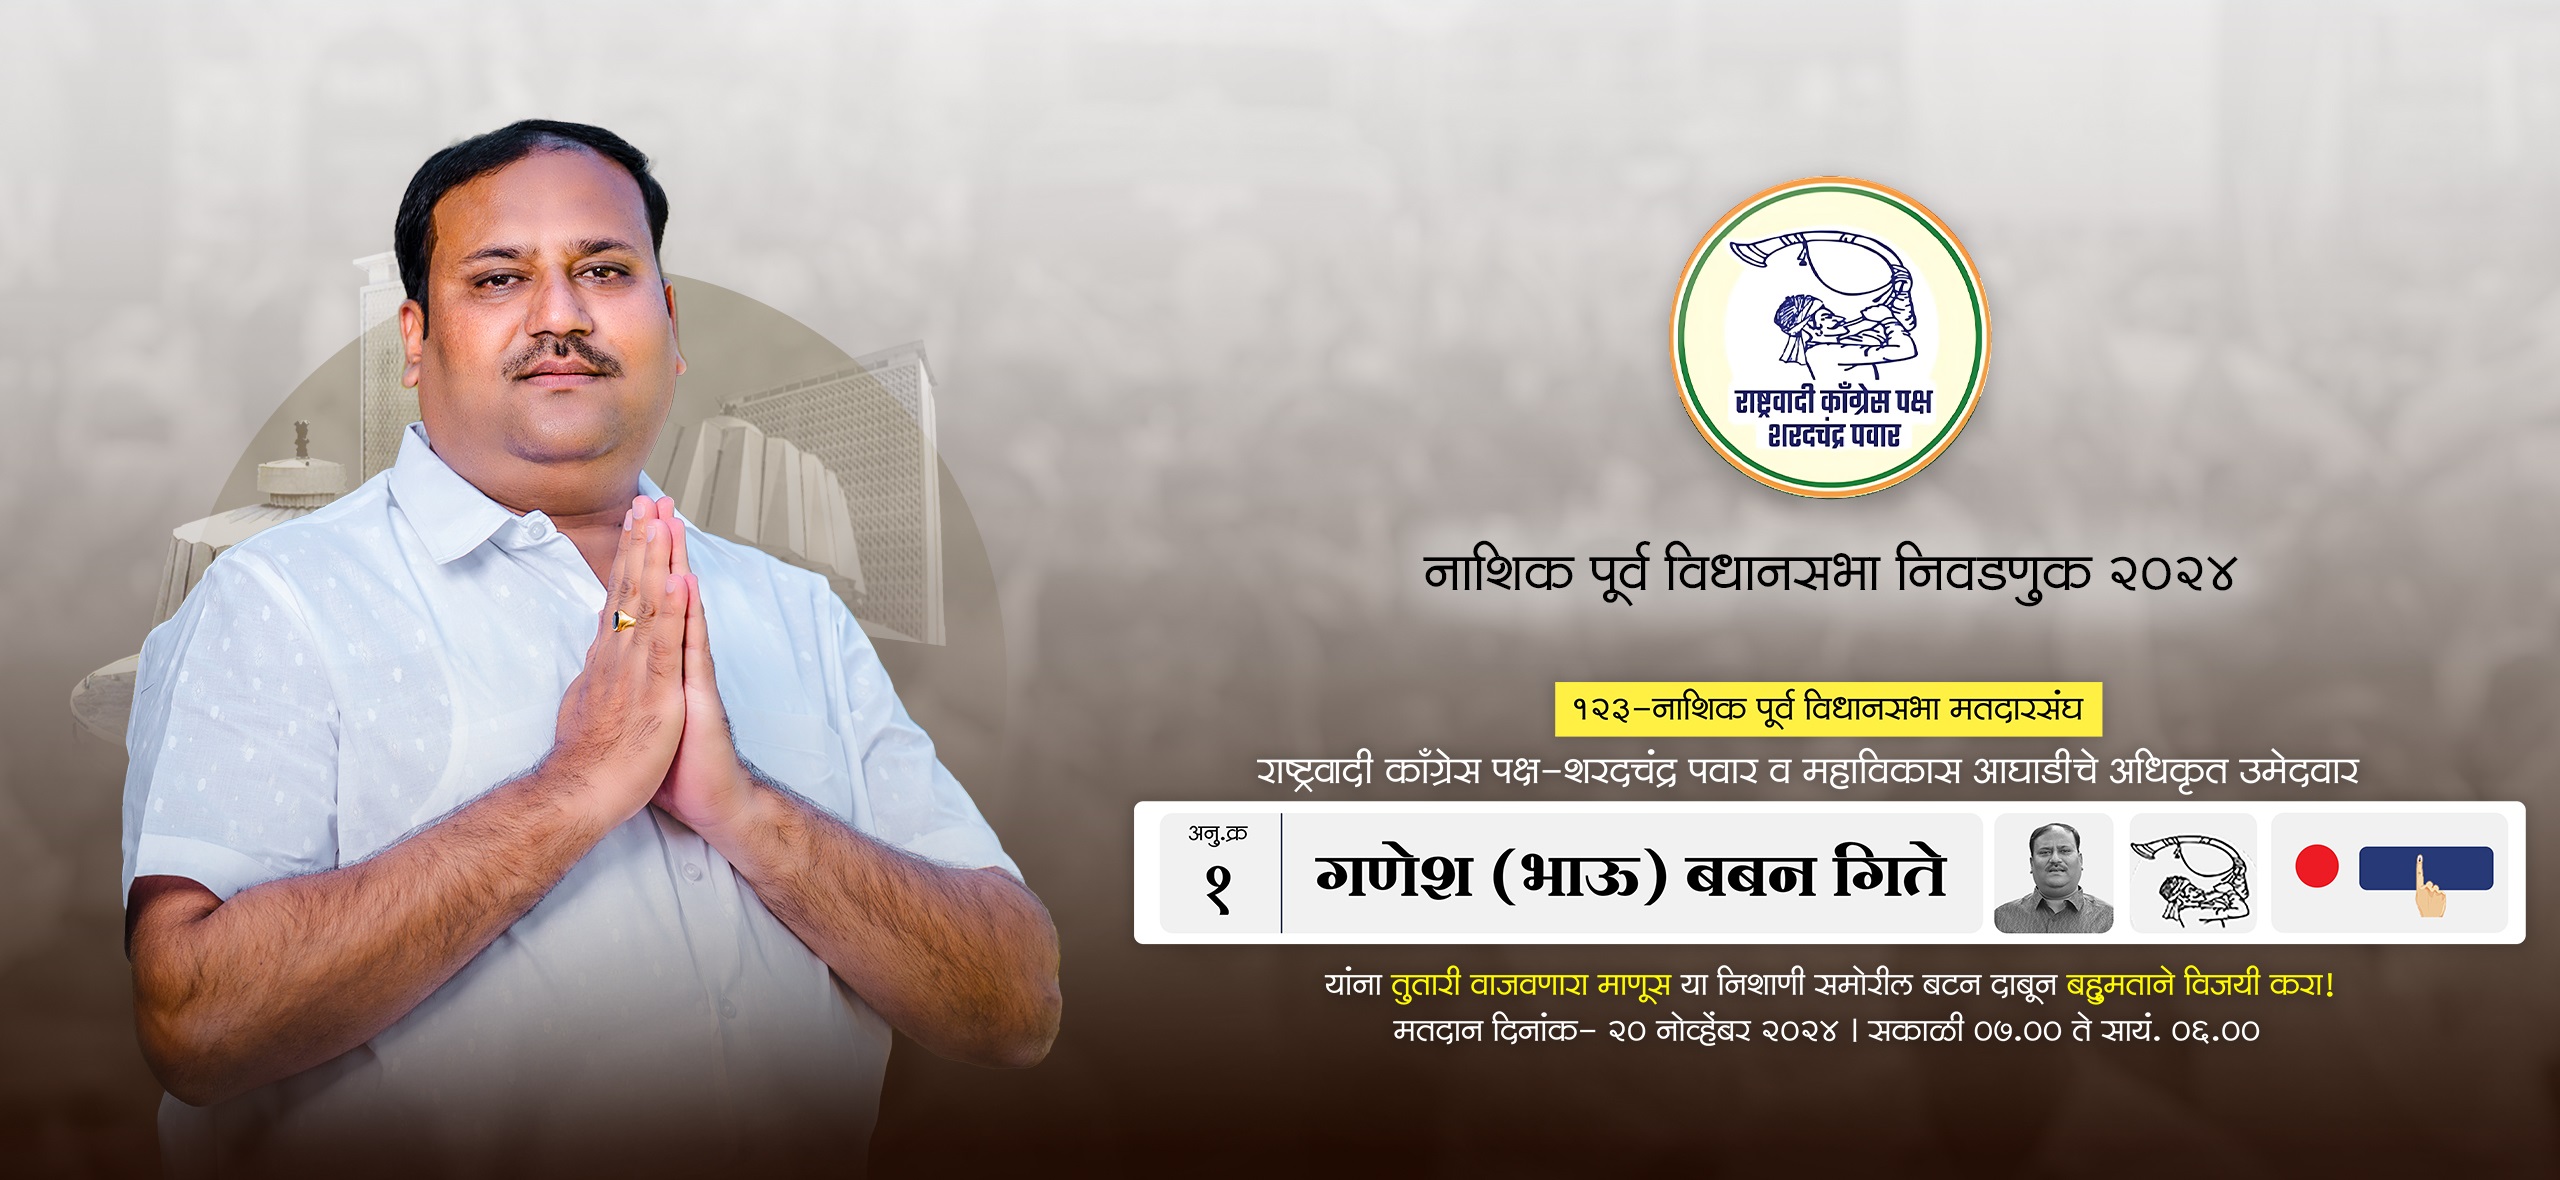 राष्ट्रवादी काँग्रेस पक्ष
शरदचंद्र पवार
नाशिक पूर्व विधानसभा निवडणुक २०२४
१२३-नाशिक पूर्व विधानसभा मतदारसंघ
राष्ट्रवादी काँग्रेस पक्ष-शरदचंद्र पवार व महाविकास आघाडीचे अधिकृत उमेदवार
अनु.क्र
१
गणेश (भाऊ) बबन गिते
यांना तुतारी वाजवणारा माणूस या निशाणी समोरील बटन दाबून बहुमताने विजयी करा!
मतदान दिनांक- २० नोव्हेंबर २०२४ | सकाळी ०७.०० ते सायं. ०६.००